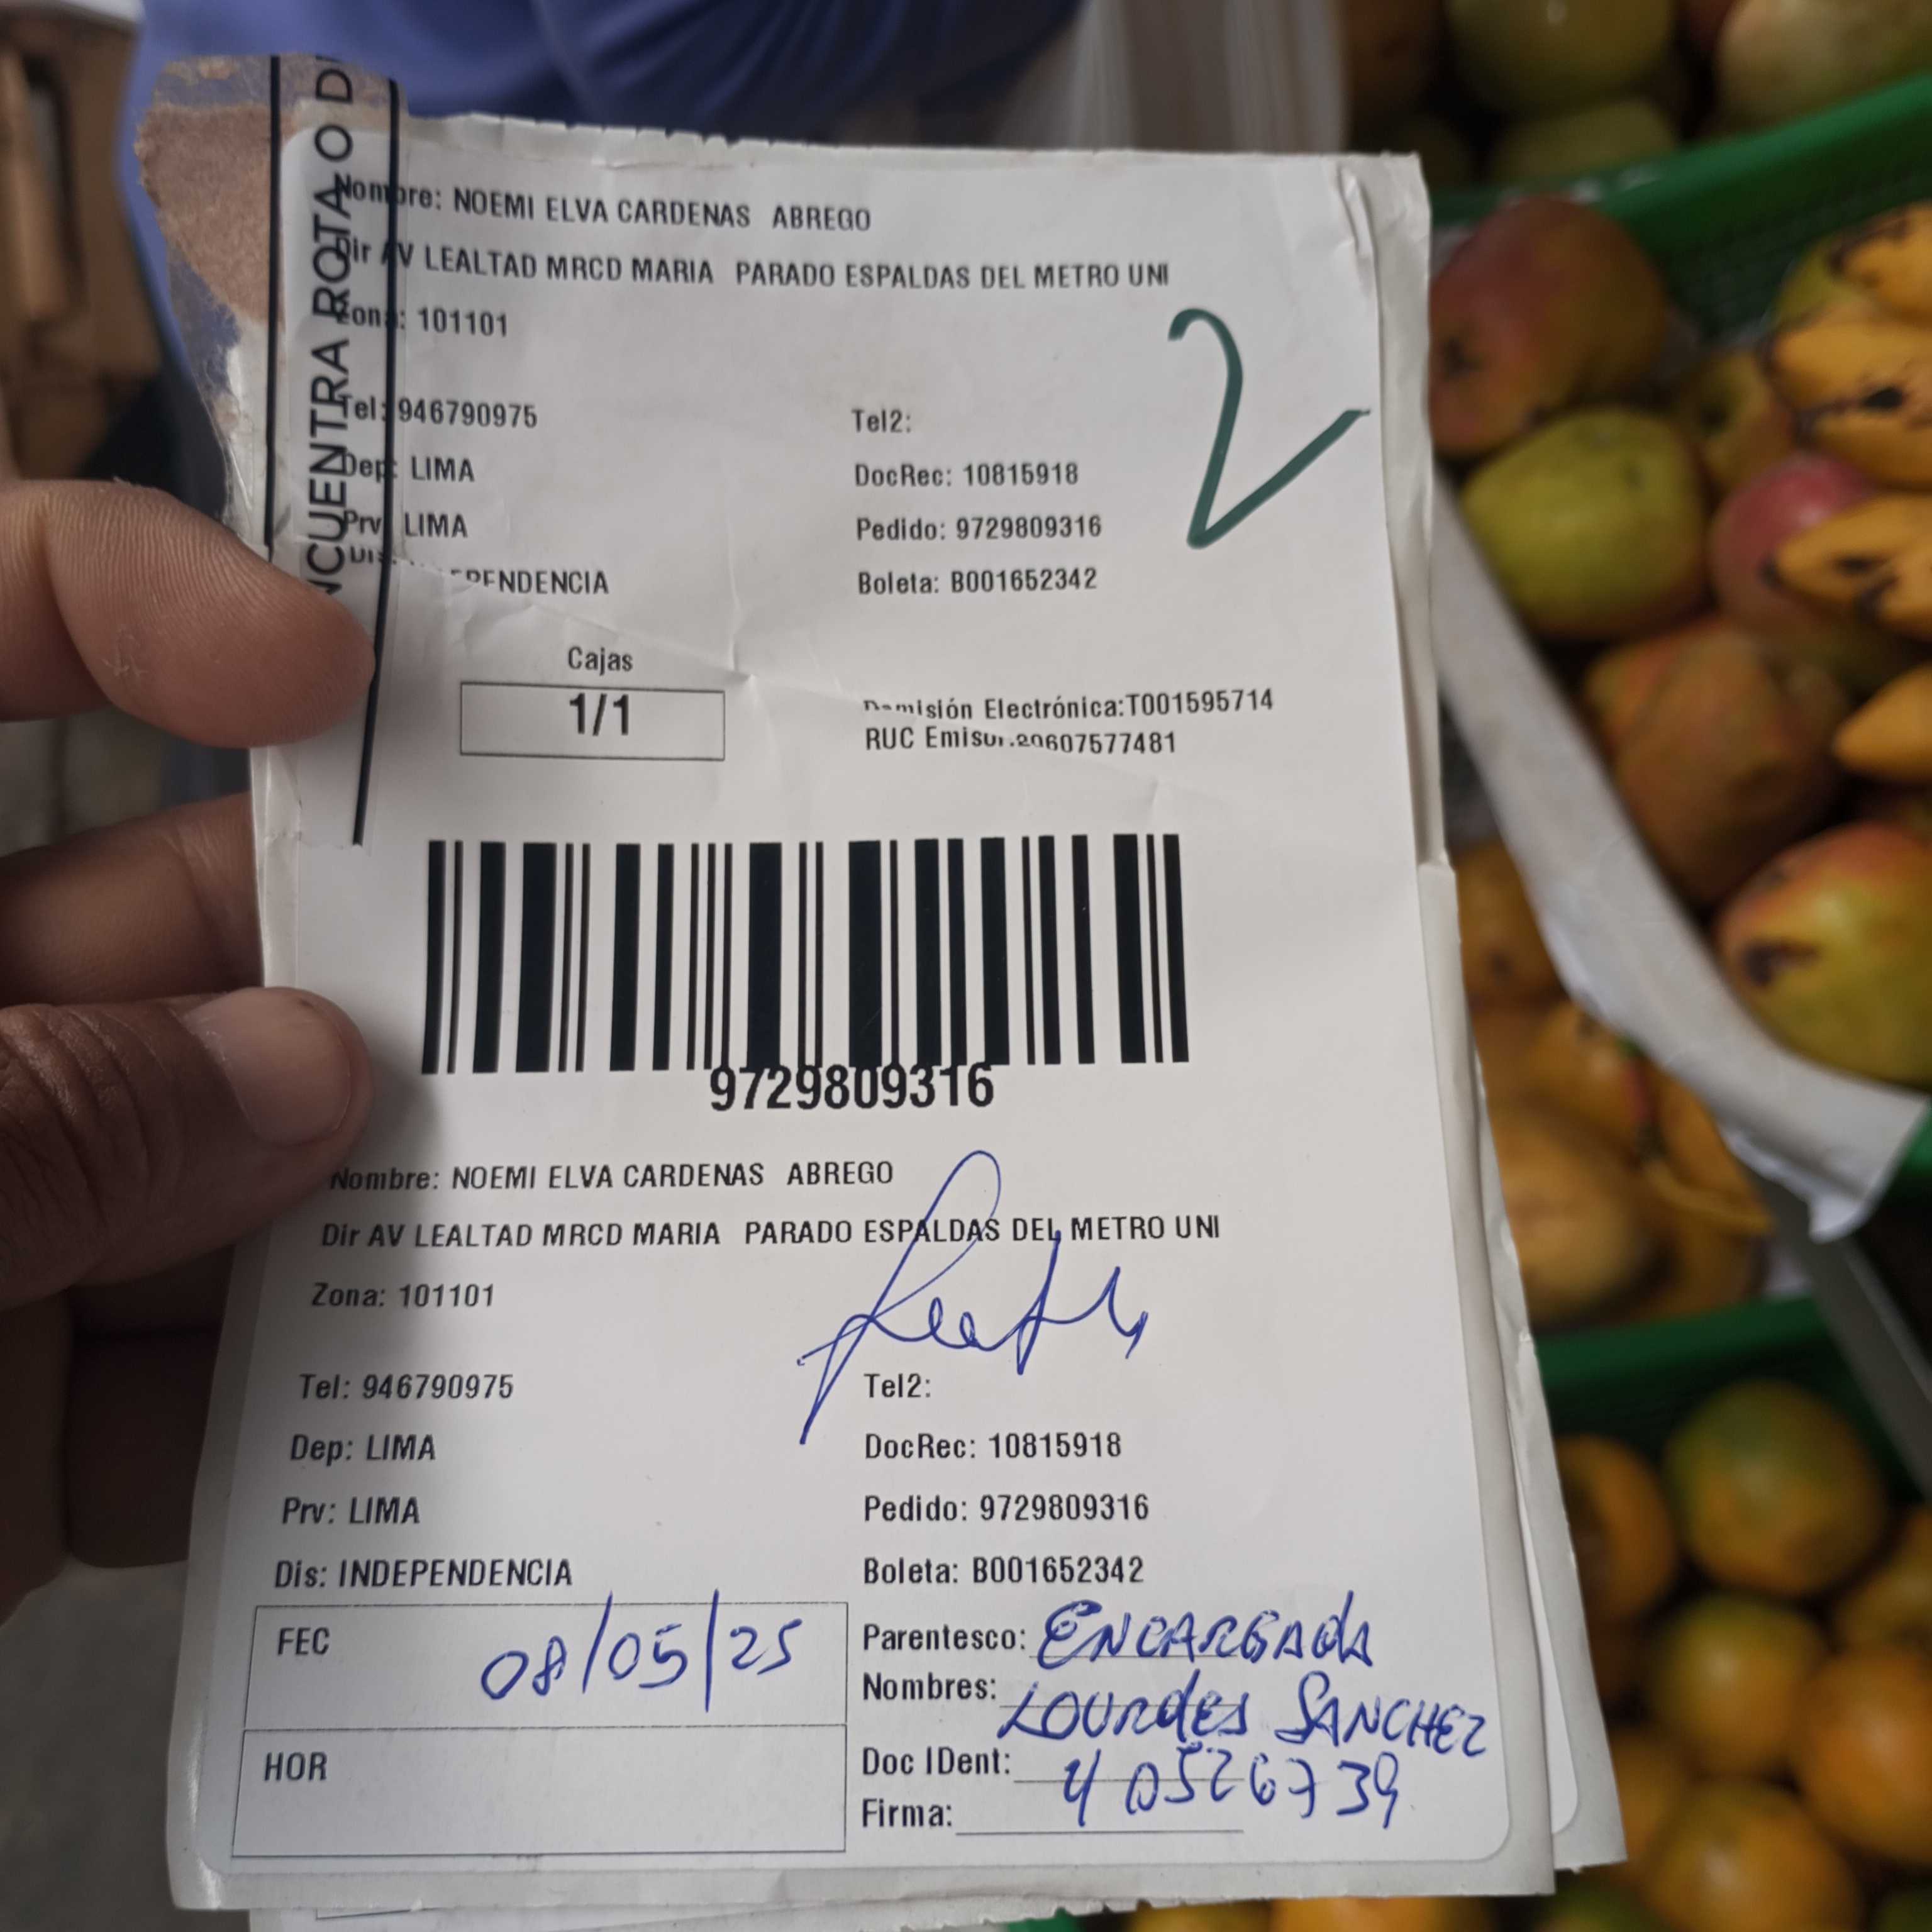 NCUENTRA ROTA O D
Nombre: NOEMI ELVA CARDENAS ABREGO
Dir AV LEALTAD MRCD MARIA PARADO ESPALDAS DEL METRO UNI
Zona: 101101
2
Tel: 946790975 Tel2:
Dep: LIMA DocRec: 10815918
Prv: LIMA Pedido: 9729809316
PENDENCIA Boleta: B001652342
Cajas
1/1
misión Electrónica:T001595714
RUC Emisor:20607577481
9729809316
Nombre: NOEMI ELVA CARDENAS ABREGO
Dir AV LEALTAD MRCD MARIA PARADO ESPALDAS DEL METRO UNI
Zona: 101101
Tel: 946790975 Tel2:
Dep: LIMA DocRec: 10815918
Prv: LIMA Pedido: 9729809316
Dis: INDEPENDENCIA Boleta: B001652342
FEC 08/05/25 Parentesco: ENCARGADA
Nombres: LOURDES SANCHEZ
HOR Doc IDent: 40526739
Firma: